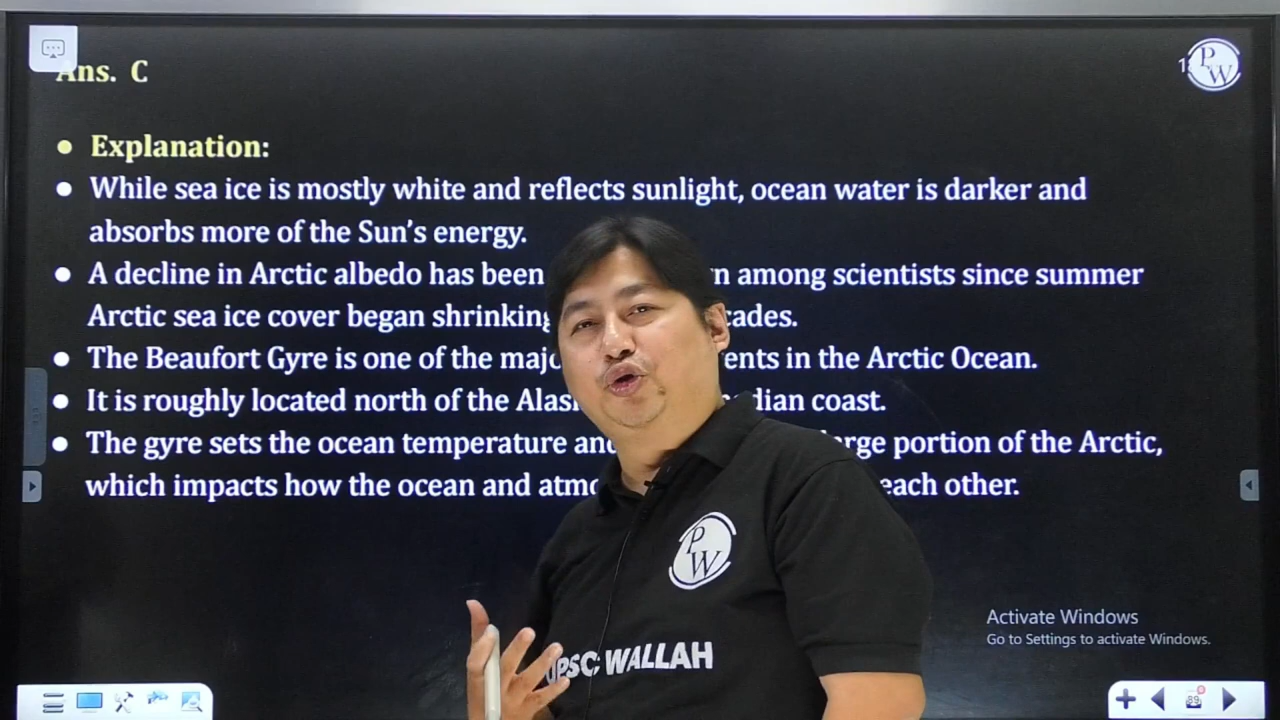 Ans. C
PW
Explanation:
While sea ice is mostly white and reflects sunlight, ocean water is darker and
absorbs more of the Sun's energy.
A decline in Arctic albedo has been among scientists since summer
Arctic sea ice cover began shrinking
The Beaufort Gyre is one of the in the Arctic Ocean.
It is roughly located north of the coast.
The gyre sets the ocean temperature portion of the Arctic,
which impacts how the ocean and each other.
PW
UPSC WALLAH
Activate Windows
Go to Settings to activate Windows.
89